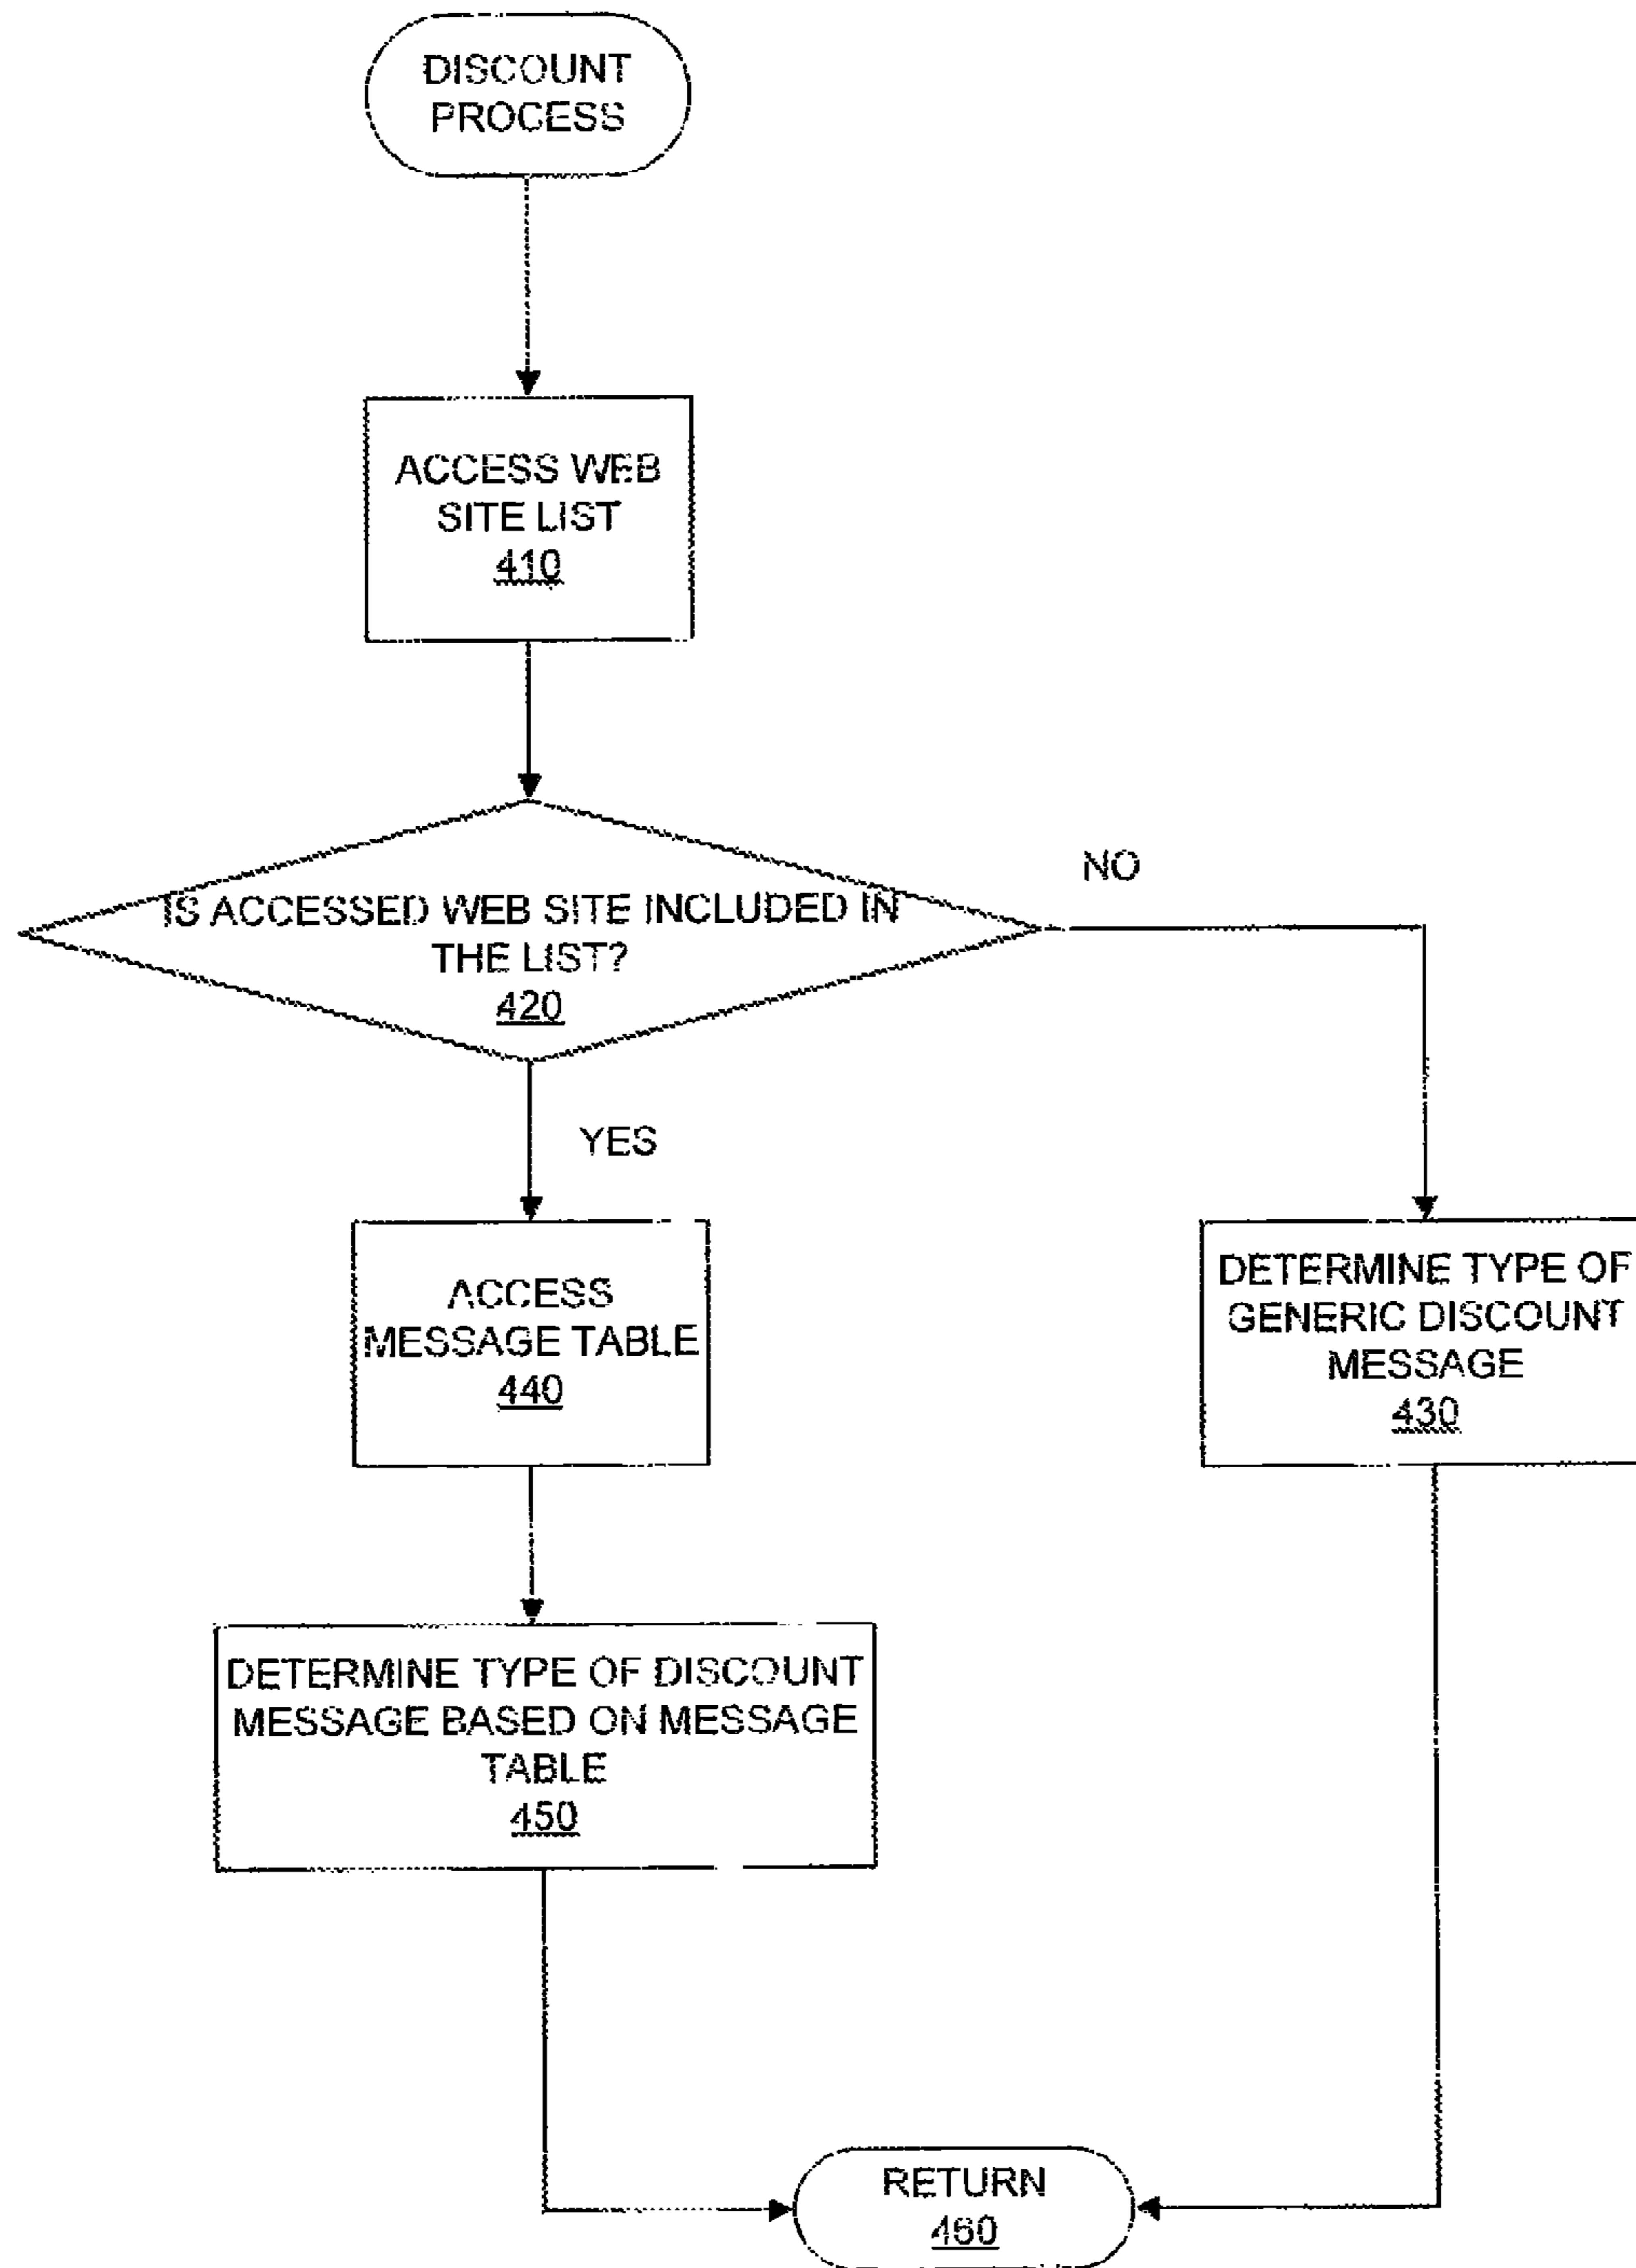 DISCOUNT
PROCESS
ACCESS WEB
SITE LIST
410
IS ACCESSED WEB SITE INCLUDED IN
THE LIST?
420
NO
YES
ACCESS
MESSAGE TABLE
440
DETERMINE TYPE OF
GENERIC DISCOUNT
MESSAGE
430
DETERMINE TYPE OF DISCOUNT
MESSAGE BASED ON MESSAGE
TABLE
450
RETURN
460